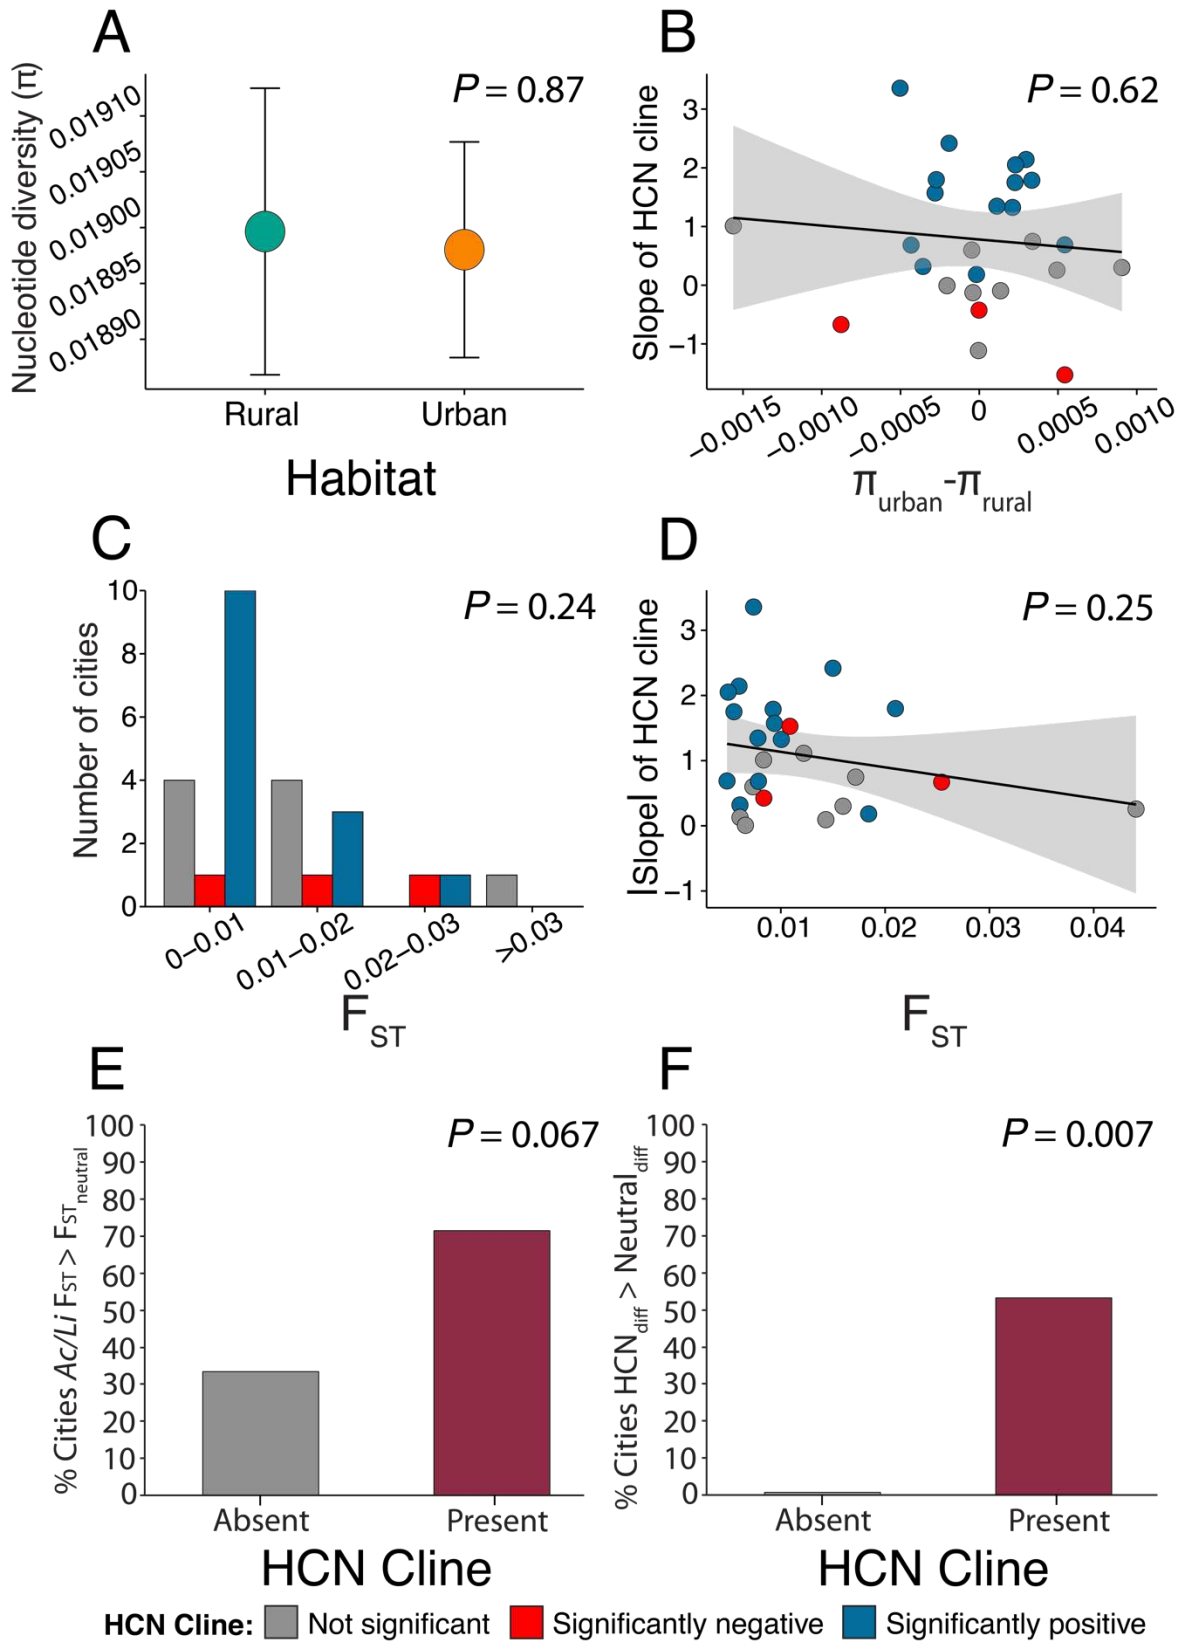 A
P = 0.87
Nucleotide diversity (π)
0.01910
0.01905
0.01900
0.01895
0.01890
Rural
Urban
Habitat
B
P = 0.62
Slope of HCN cline
3
2
1
0
−1
−0.0015
−0.0010
−0.0005
0
0.0005
0.0010
πurban-πrural
C
P = 0.24
Number of cities
10
8
6
4
2
0
0−0.01
0.01−0.02
0.02−0.03
>0.03
FST
D
P = 0.25
|Slope| of HCN cline
3
2
1
0
−1
0.01
0.02
0.03
0.04
FST
E
P = 0.067
% Cities Ac/Li FST > FSTneutral
100
90
80
70
60
50
40
30
20
10
0
Absent
Present
HCN Cline
F
P = 0.007
% Cities HCNdiff > Neutraldiff
100
90
80
70
60
50
40
30
20
10
0
Absent
Present
HCN Cline
HCN Cline: Not significant Significantly negative Significantly positive